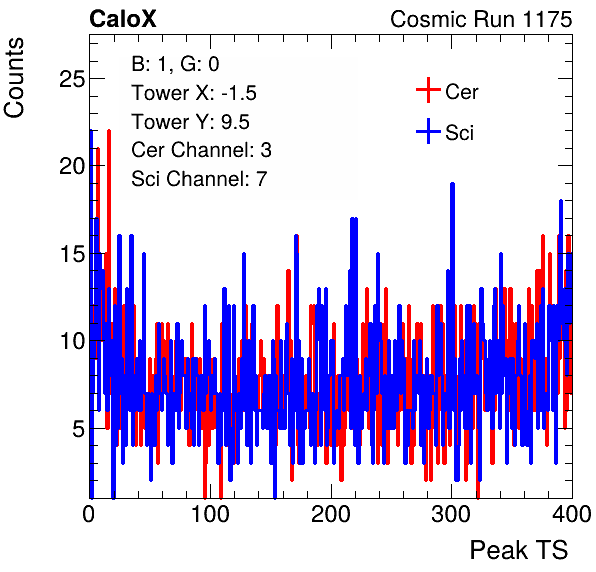 CaloX
Cosmic Run 1175
Counts
B: 1, G: 0
Tower X: -1.5
Tower Y: 9.5
Cer Channel: 3
Sci Channel: 7
Cer
Sci
25
20
15
10
5
0
100
200
300
400
Peak TS